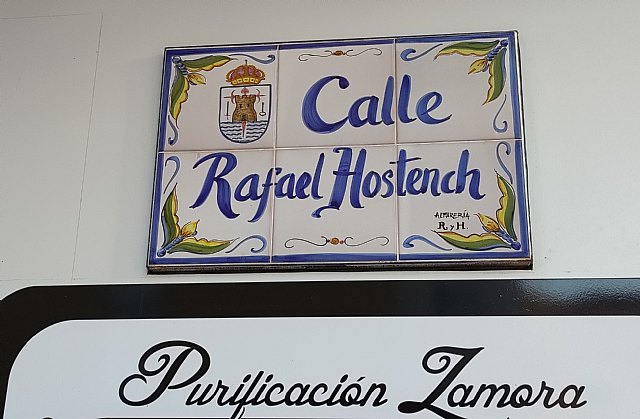 Calle
Rafael Hostench
ALFARERÍA
R. y H.
Purificación Zamora